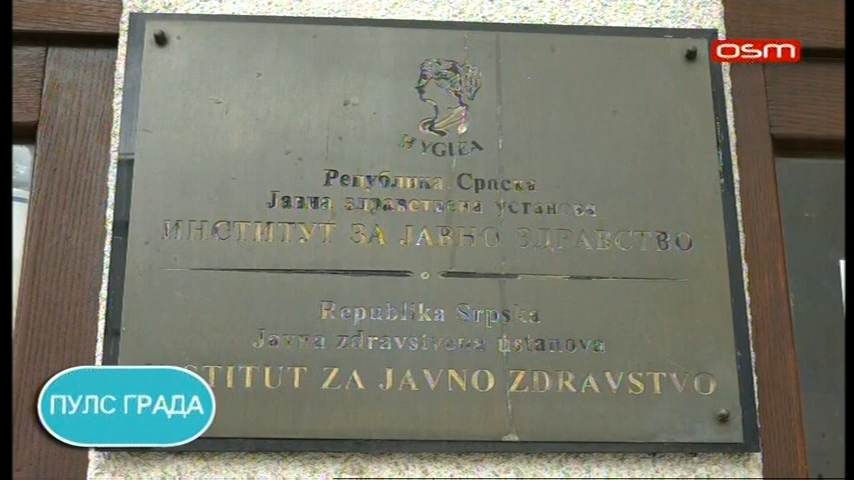 osm
HYGIEA
Република Српска
Јавна здравствена установа
ИНСТИТУТ ЗА ЈАВНО ЗДРАВСТВО
Republika Srpska
Javna zdravstvena ustanova
STITUT ZA JAVNO ZDRAVSTVO
ПУЛС ГРАДА